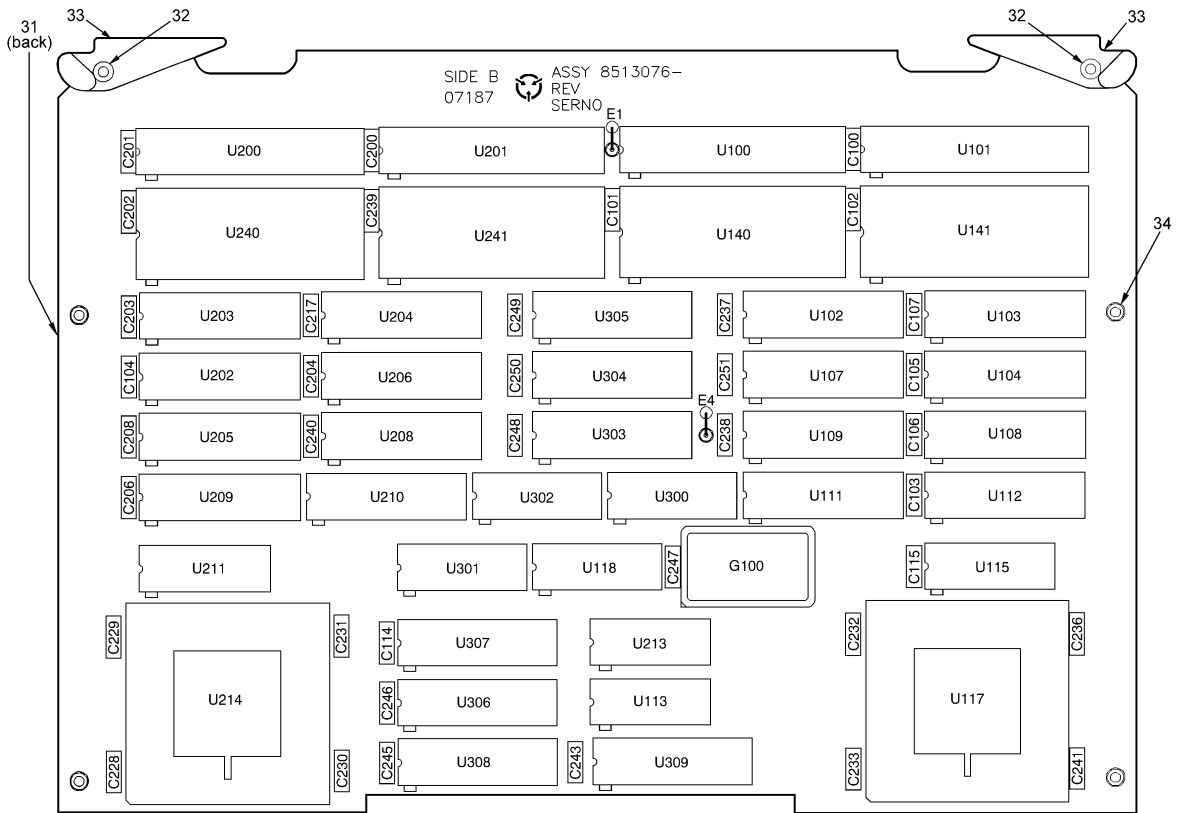 31
(back)
33
32
32
33
SIDE B
07187
ASSY 8513076-
REV
SERNO
E1
C201
U200
C200
U201
U100
C100
U101
C202
U240
C239
U241
C101
U140
C102
U141
34
C203
U203
C217
U204
C249
U305
C237
U102
C107
U103
C104
U202
C204
U206
C250
U304
C251
U107
C105
U104
E4
C208
U205
C240
U208
C248
U303
C238
U109
C106
U108
C206
U209
U210
U302
U300
U111
C103
U112
U211
U301
U118
C247
G100
C115
U115
C229
C231
C114
U307
U213
C232
C236
U214
C246
U306
U113
U117
C228
C230
C245
U308
C243
U309
C233
C241